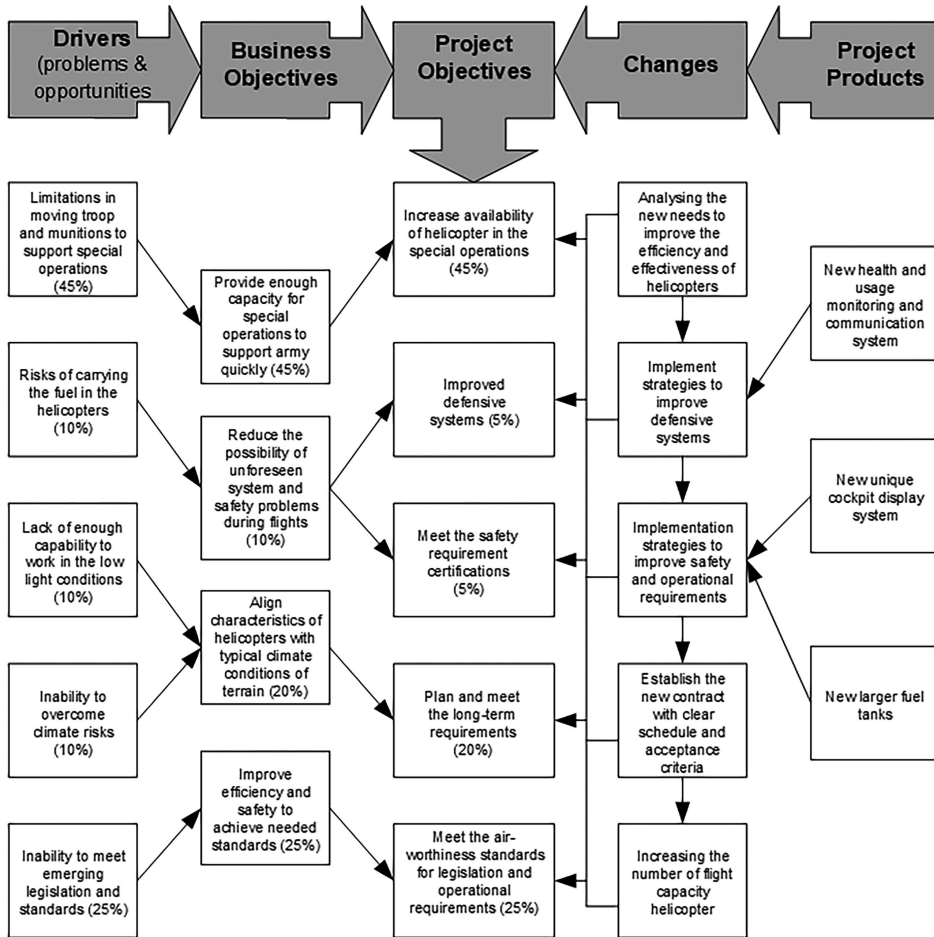 Drivers
(problems &
opportunities
Business
Objectives
Project
Objectives
Changes
Project
Products
Limitations in
moving troop
and munitions to
support special
operations
(45%)
Risks of carrying
the fuel in the
helicopters
(10%)
Lack of enough
capability to
work in the low
light conditions
(10%)
Inability to
overcome
climate risks
(10%)
Inability to meet
emerging
legislation and
standards (25%)
Provide enough
capacity for
special
operations to
support army
quickly (45%)
Reduce the
possibility of
unforeseen
system and
safety problems
during flights
(10%)
Align
characteristics of
helicopters with
typical climate
conditions of
terrain (20%)
Improve
efficiency and
safety to
achieve needed
standards (25%)
Increase availability
of helicopter in the
special operations
(45%)
Improved
defensive
systems (5%)
Meet the safety
requirement
certifications
(5%)
Plan and meet
the long-term
requirements
(20%)
Meet the air-
worthiness standards
for legislation and
operational
requirements (25%)
Analysing the
new needs to
improve the
efficiency and
effectiveness of
helicopters
Implement
strategies to
improve
defensive
systems
Implementation
strategies to
improve safety
and operational
requirements
Establish the
new contract
with clear
schedule and
acceptance
criteria
Increasing the
number of flight
capacity
helicopter
New health and
usage
monitoring and
communication
system
New unique
cockpit display
system
New larger fuel
tanks